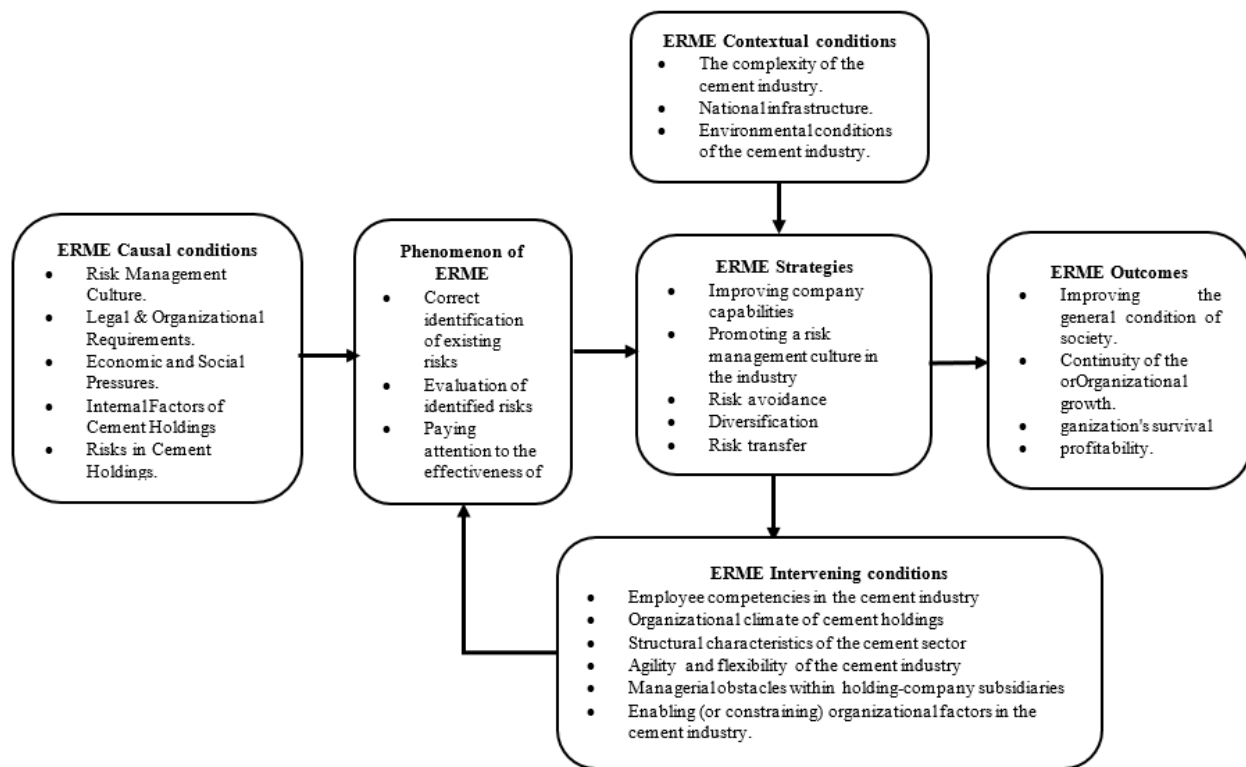 ERME Contextual conditions
• The complexity of the
cement industry.
• National infrastructure.
• Environmental conditions
of the cement industry.
ERME Causal conditions
• Risk Management
Culture.
• Legal & Organizational
Requirements.
• Economic and Social
Pressures.
• Internal Factors of
Cement Holdings
• Risks in Cement
Holdings.
Phenomenon of
ERME
• Correct
identification
of existing
risks
• Evaluation of
identified risks
• Paying
attention to the
effectiveness of
ERME Strategies
• Improving company
capabilities
• Promoting a risk
management culture in
the industry
• Risk avoidance
• Diversification
• Risk transfer
ERME Outcomes
• Improving the
general condition of
society.
• Continuity of the
orOrganizational
growth.
• ganization's survival
• profitability.
ERME Intervening conditions
• Employee competencies in the cement industry
• Organizational climate of cement holdings
• Structural characteristics of the cement sector
• Agility and flexibility of the cement industry
• Managerial obstacles within holding-company subsidiaries
• Enabling (or constraining) organizational factors in the
cement industry.